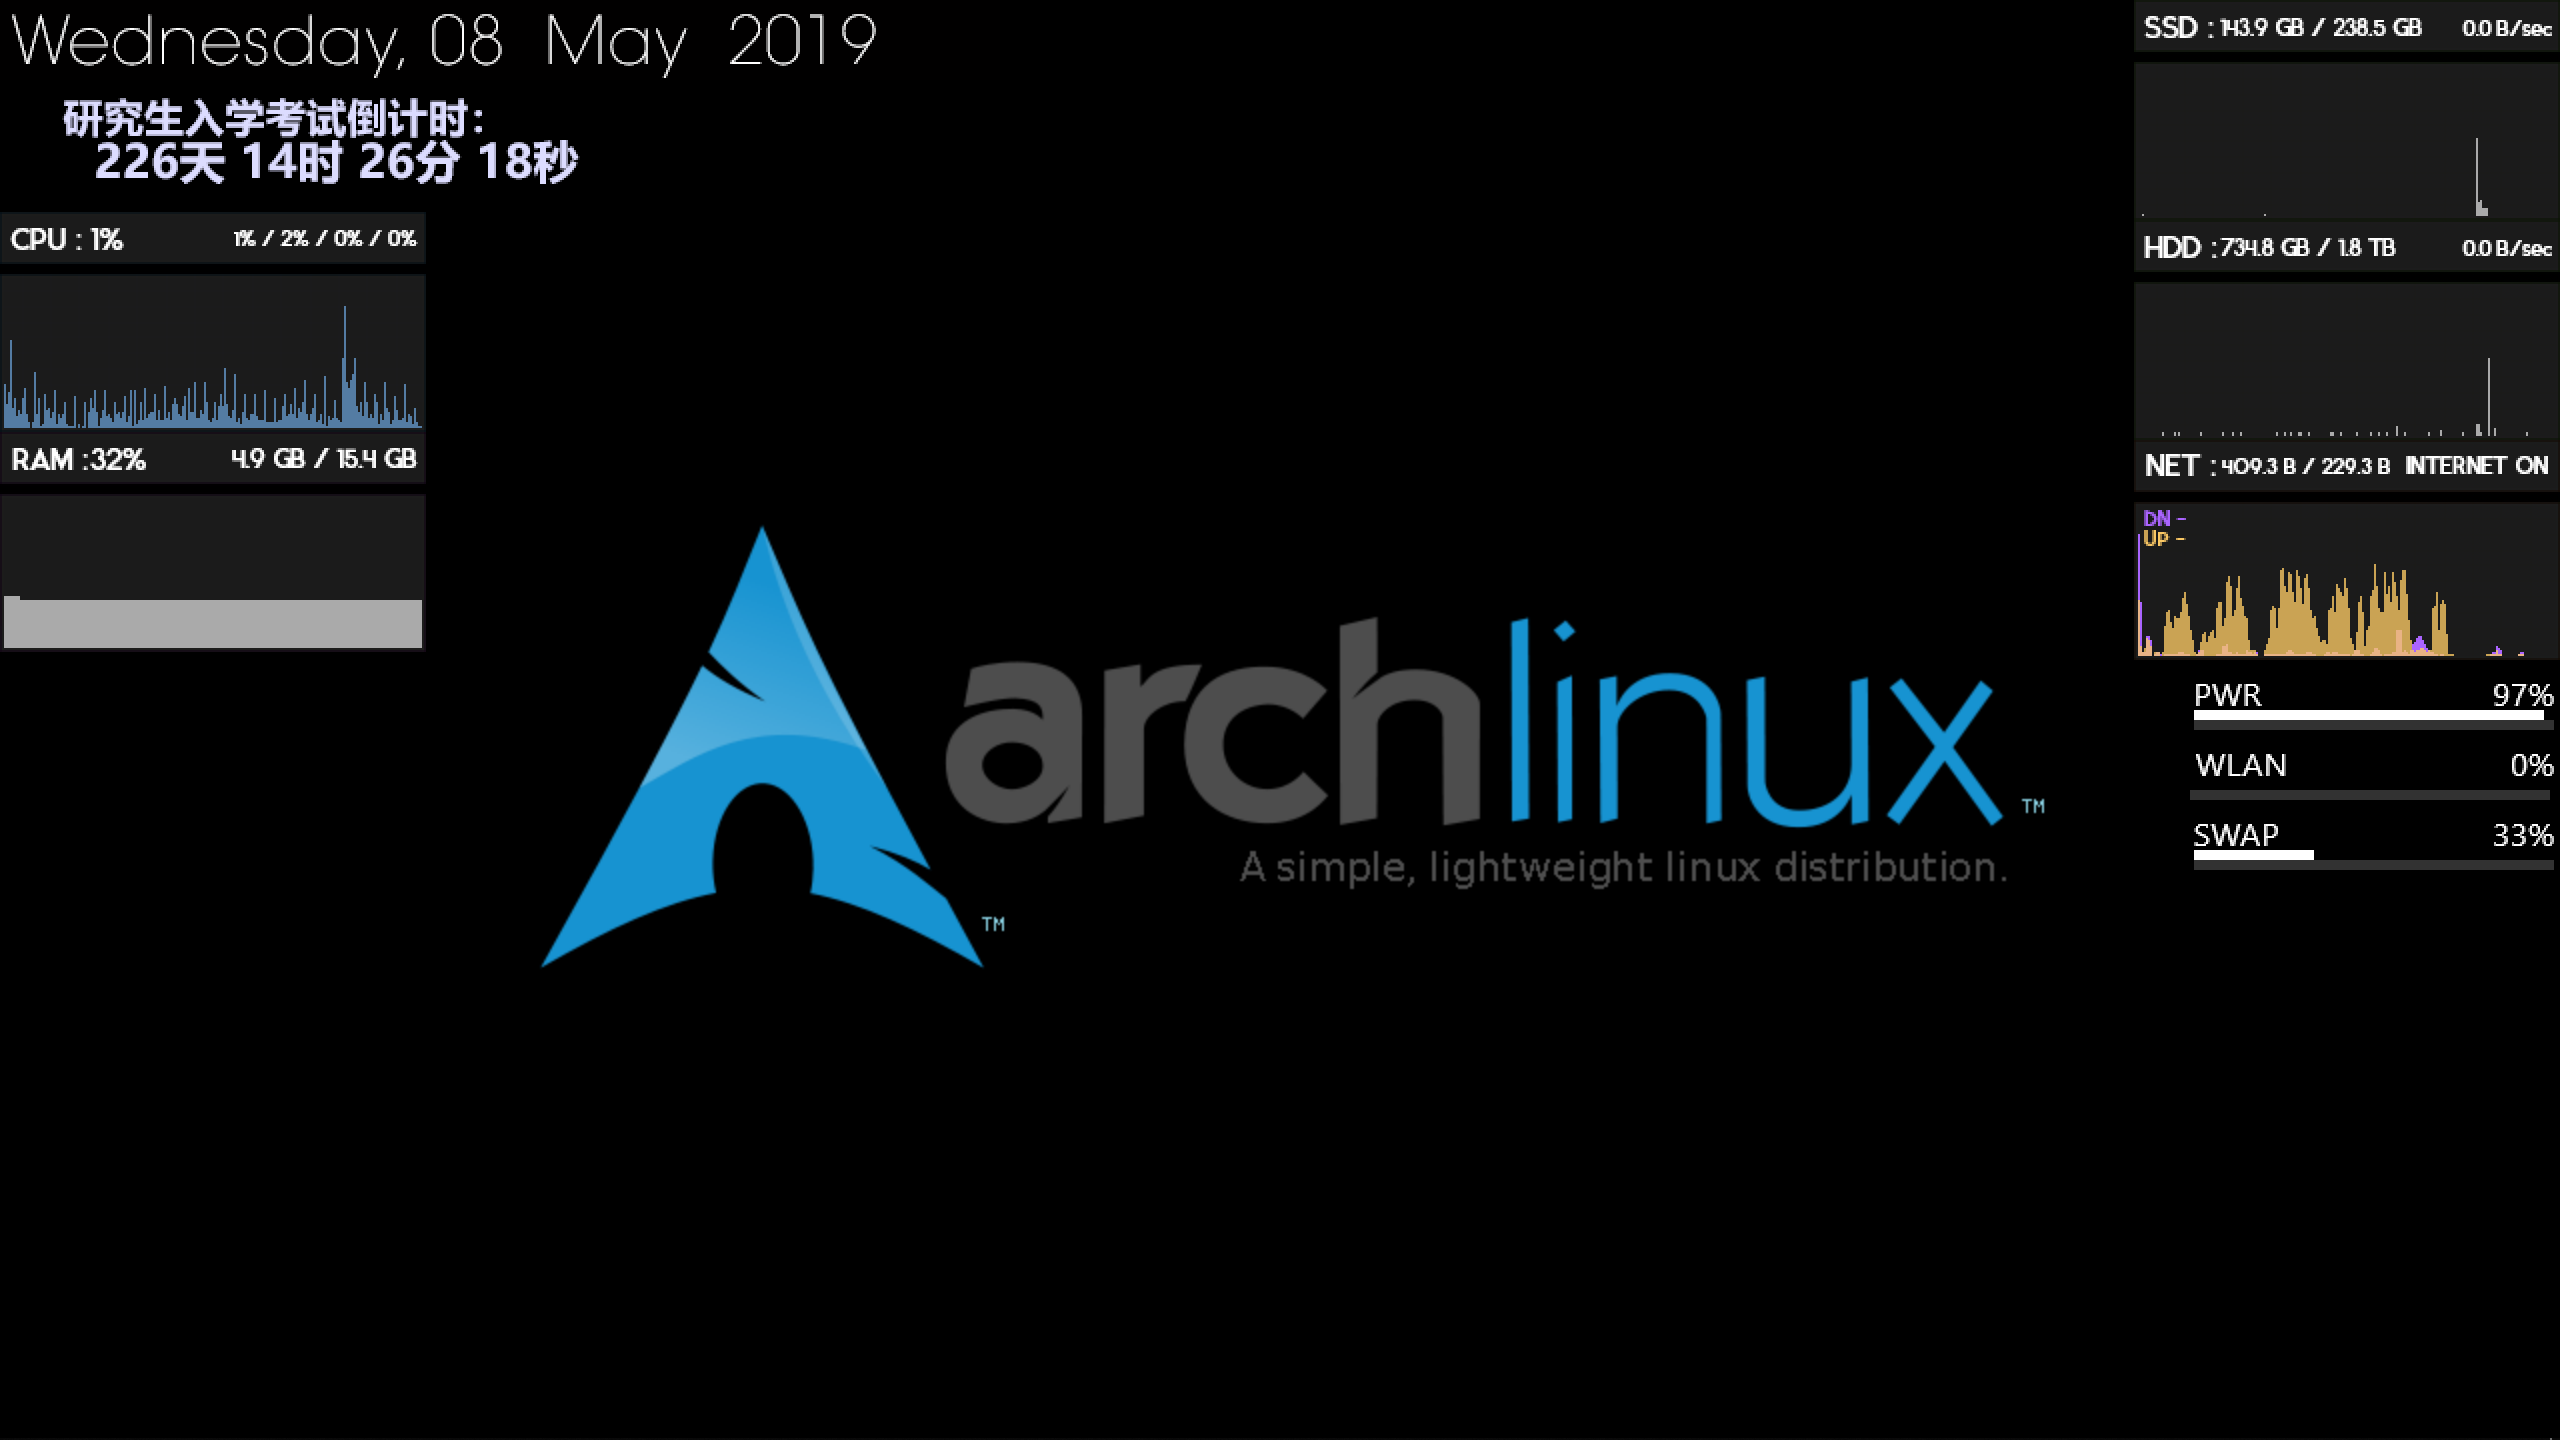 Wednesday, 08 May 2019
研究生入学考试倒计时:
226天 14时 26分 18秒
CPU : 1% 1% / 2% / 0% / 0%
RAM :32% 4.9 GB / 15.4 GB
SSD : 143.9 GB / 238.5 GB 0.0 B/sec
HDD : 734.8 GB / 1.8 TB 0.0 B/sec
NET : 409.3 B / 229.3 B INTERNET ON
DN -
UP -
PWR 97%
WLAN 0%
SWAP 33%
archlinux ™
A simple, lightweight linux distribution.
™